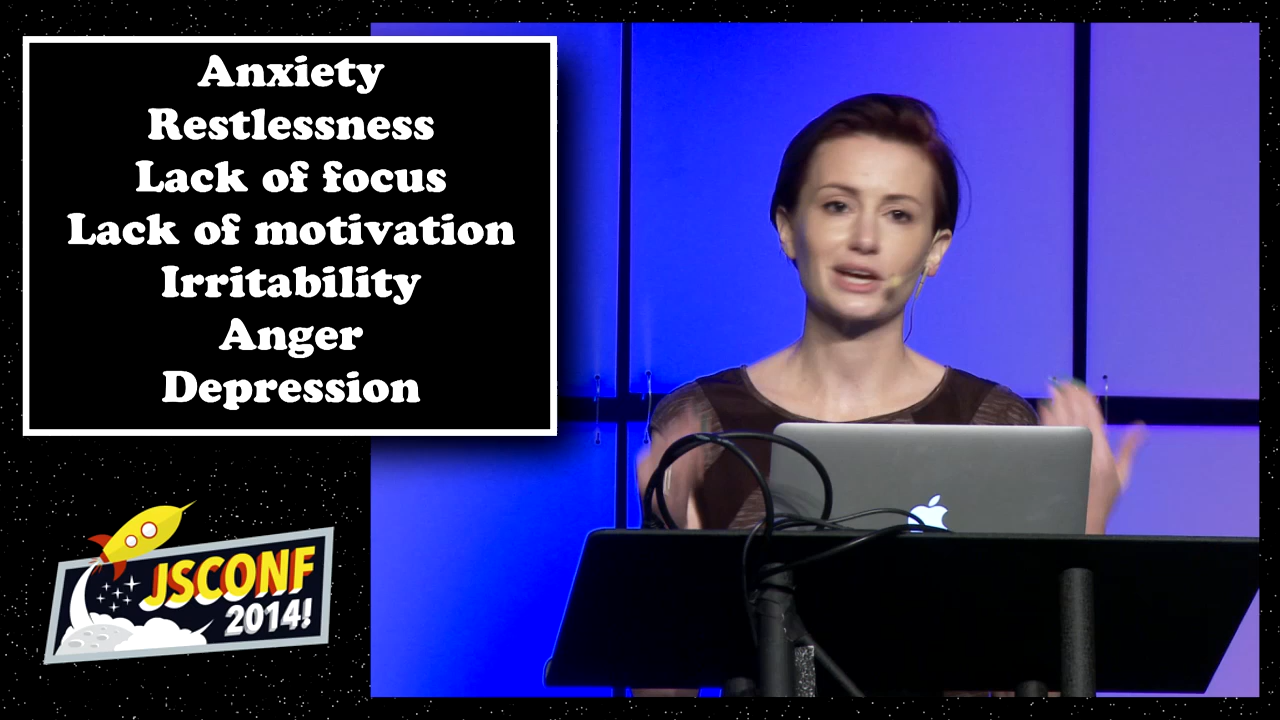 Anxiety
Restlessness
Lack of focus
Lack of motivation
Irritability
Anger
Depression
JSCONF
2014!